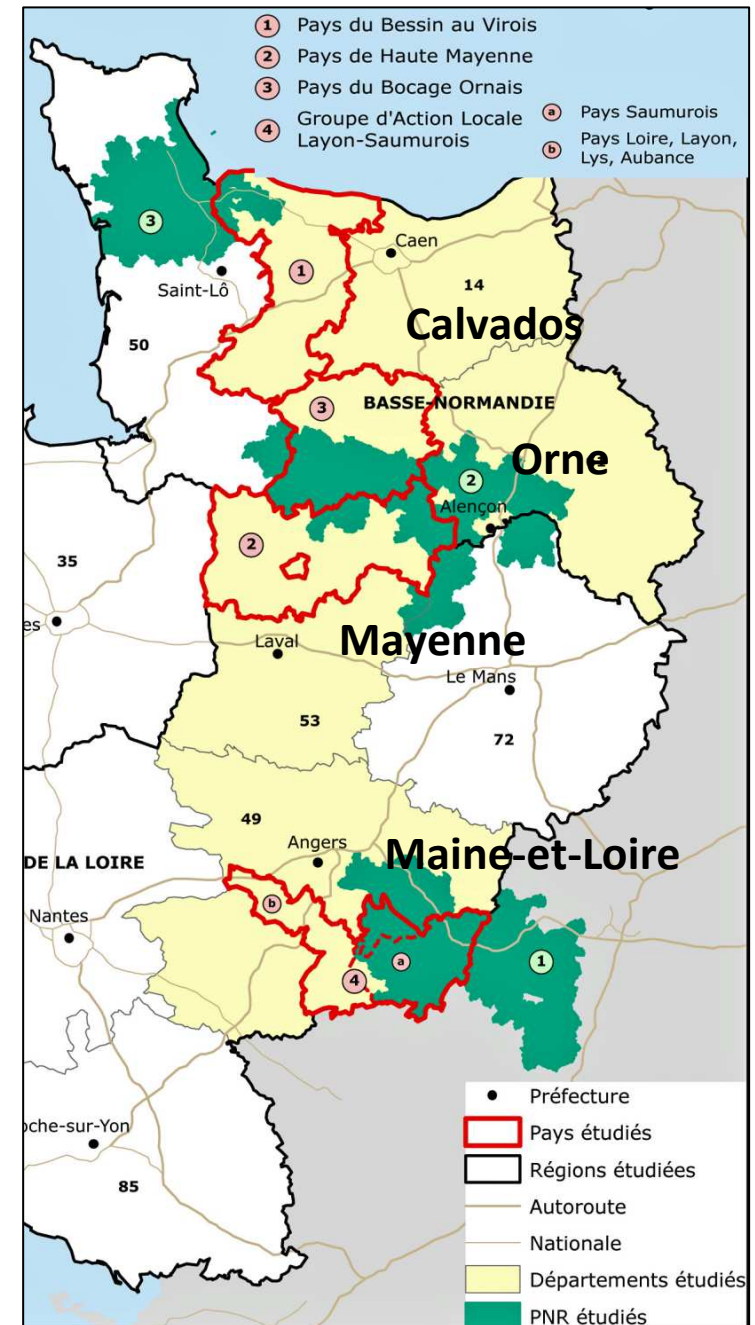 1 Pays du Bessin au Virois
2 Pays de Haute Mayenne
3 Pays du Bocage Ornais
4 Groupe d'Action Locale
Layon-Saumurois
a Pays Saumurois
b Pays Loire, Layon,
Lys, Aubance
3
Caen
1
Saint-Lô
14
Calvados
50
3
BASSE-NORMANDIE
Orne
2
Alençon
2
35
es
Mayenne
Laval
Le Mans
53
72
49
Angers
Maine-et-Loire
DE LA LOIRE
b
Nantes
a
1
4
oche-sur-Yon
85
Préfecture
Pays étudiés
Régions étudiées
Autoroute
Nationale
Départements étudiés
PNR étudiés